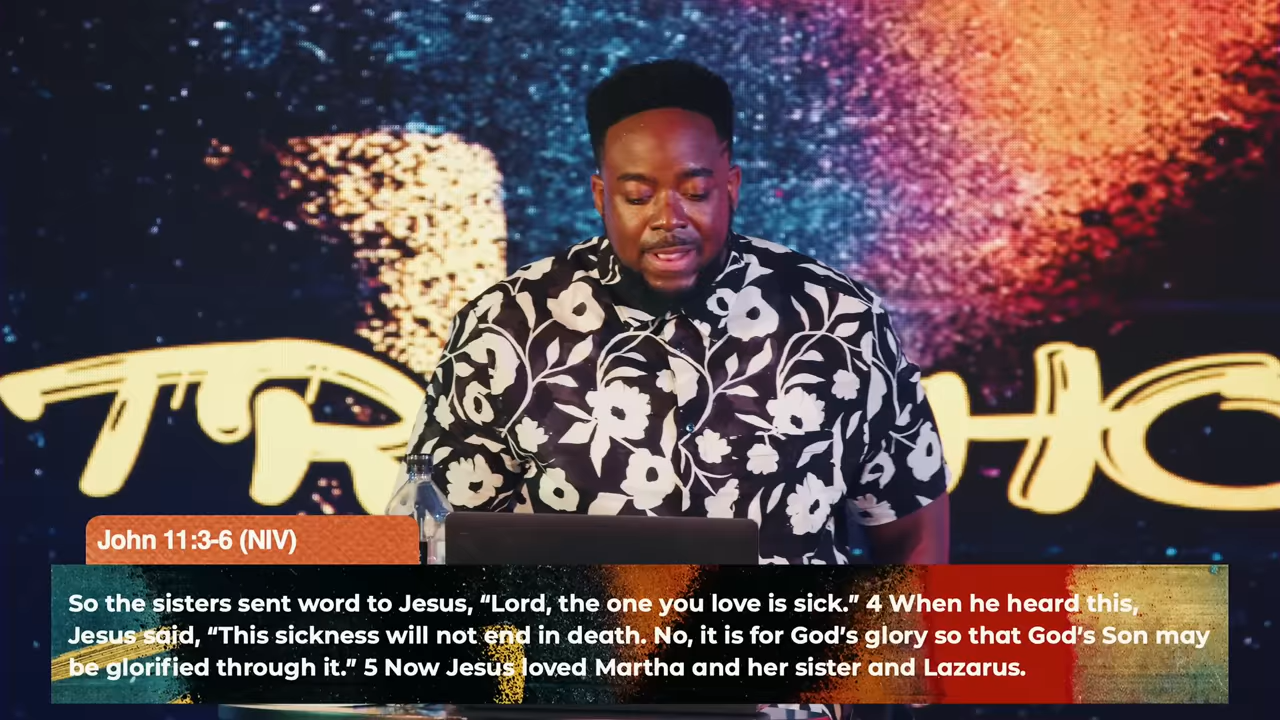 TR HO
John 11:3-6 (NIV)
So the sisters sent word to Jesus, “Lord, the one you love is sick.” 4 When he heard this,
Jesus said, “This sickness will not end in death. No, it is for God’s glory so that God’s Son may
be glorified through it.” 5 Now Jesus loved Martha and her sister and Lazarus.